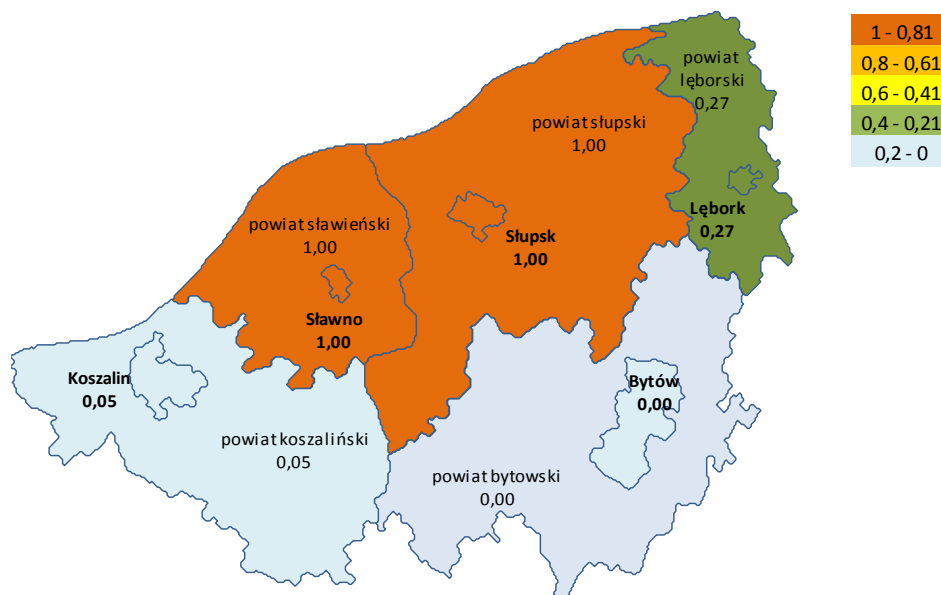 1 - 0,81
0,8 - 0,61
0,6 - 0,41
0,4 - 0,21
0,2 - 0
powiat
lęborski
0,27
powiat słupski
1,00
Lębork
0,27
powiat sławieński
1,00
Słupsk
1,00
Sławno
1,00
Koszalin
0,05
Bytów
0,00
powiat koszaliński
0,05
powiat bytowski
0,00